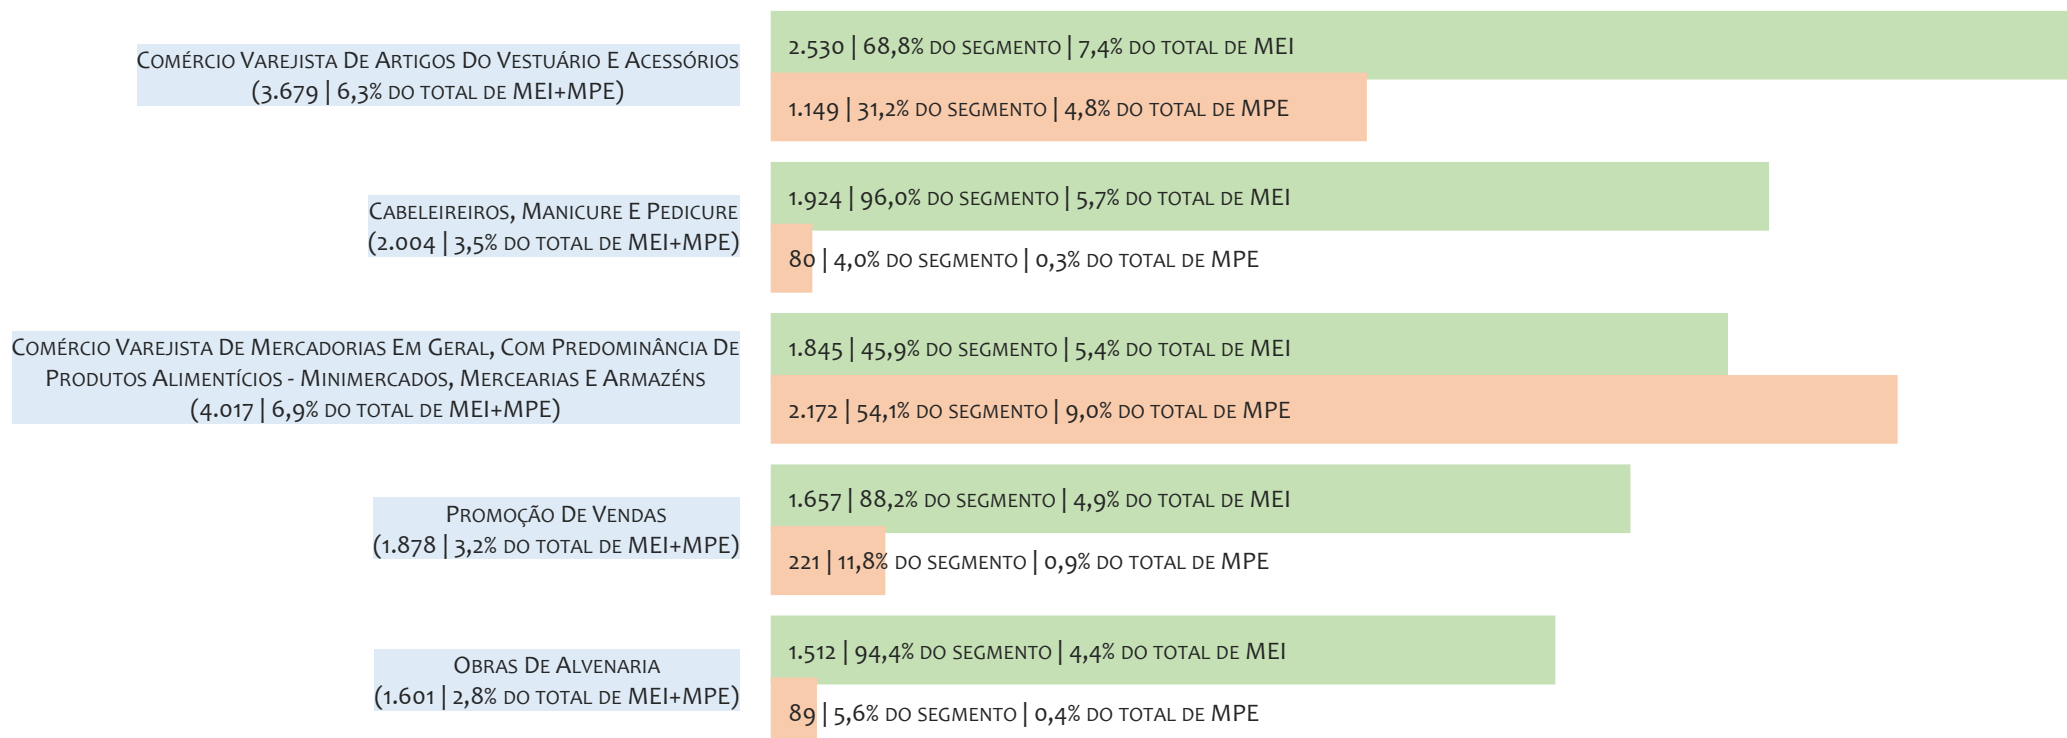 Comércio Varejista De Artigos Do Vestuário E Acessórios
(3.679 | 6,3% do total de MEI+MPE)
2.530 | 68,8% do segmento | 7,4% do total de MEI
1.149 | 31,2% do segmento | 4,8% do total de MPE
Cabeleireiros, Manicure E Pedicure
(2.004 | 3,5% do total de MEI+MPE)
1.924 | 96,0% do segmento | 5,7% do total de MEI
80 | 4,0% do segmento | 0,3% do total de MPE
Comércio Varejista De Mercadorias Em Geral, Com Predominância De
Produtos Alimentícios - Minimercados, Mercearias E Armazéns
(4.017 | 6,9% do total de MEI+MPE)
1.845 | 45,9% do segmento | 5,4% do total de MEI
2.172 | 54,1% do segmento | 9,0% do total de MPE
Promoção De Vendas
(1.878 | 3,2% do total de MEI+MPE)
1.657 | 88,2% do segmento | 4,9% do total de MEI
221 | 11,8% do segmento | 0,9% do total de MPE
Obras De Alvenaria
(1.601 | 2,8% do total de MEI+MPE)
1.512 | 94,4% do segmento | 4,4% do total de MEI
89 | 5,6% do segmento | 0,4% do total de MPE